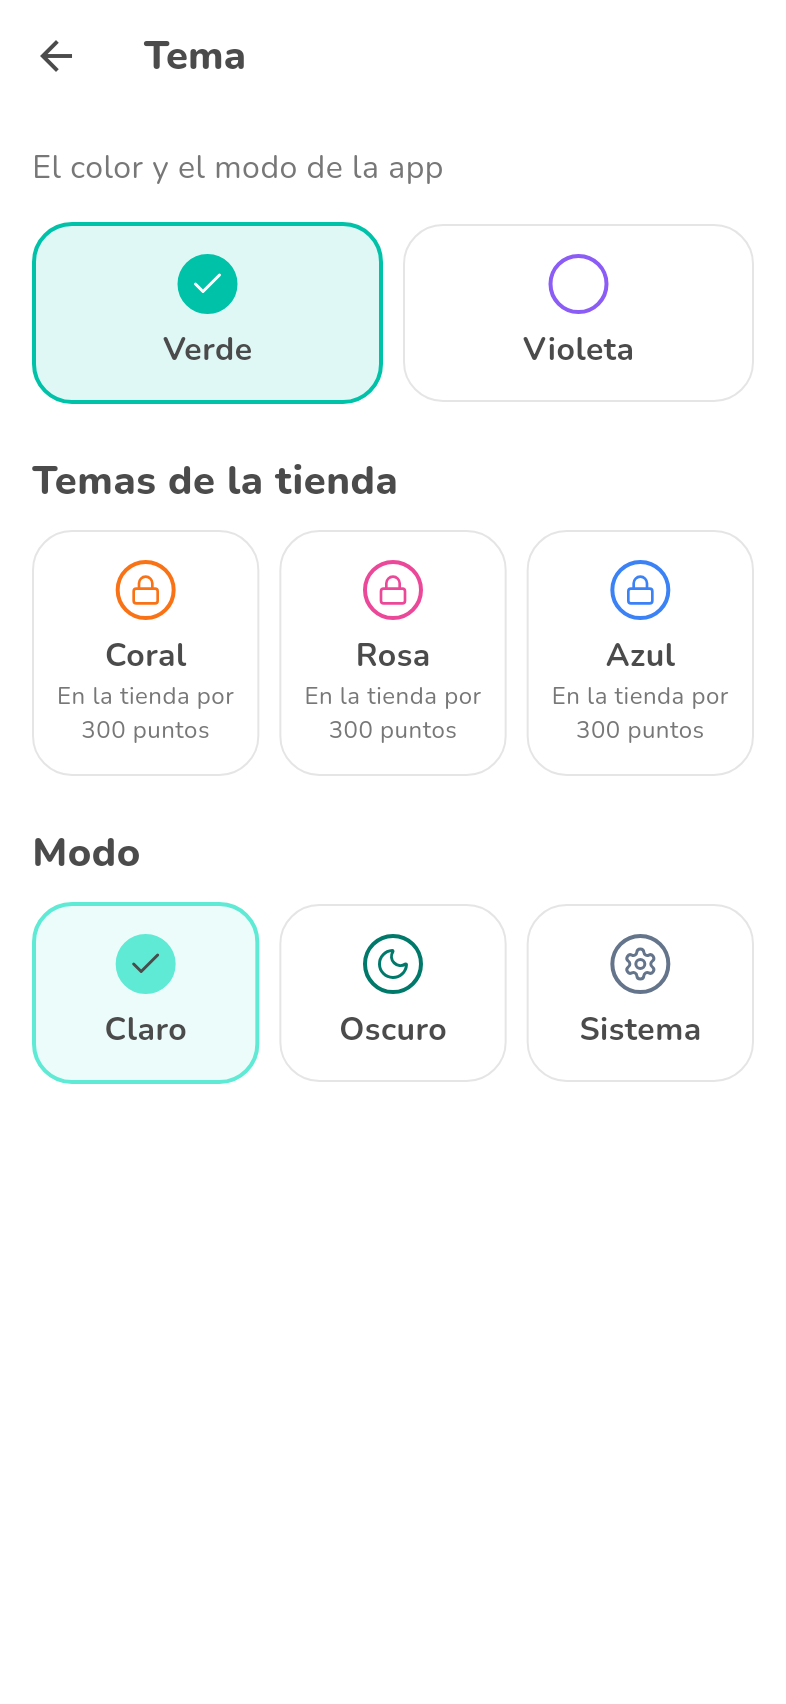 Tema
El color y el modo de la app
Verde
Violeta
Temas de la tienda
Coral
En la tienda por
300 puntos
Rosa
En la tienda por
300 puntos
Azul
En la tienda por
300 puntos
Modo
Claro
Oscuro
Sistema